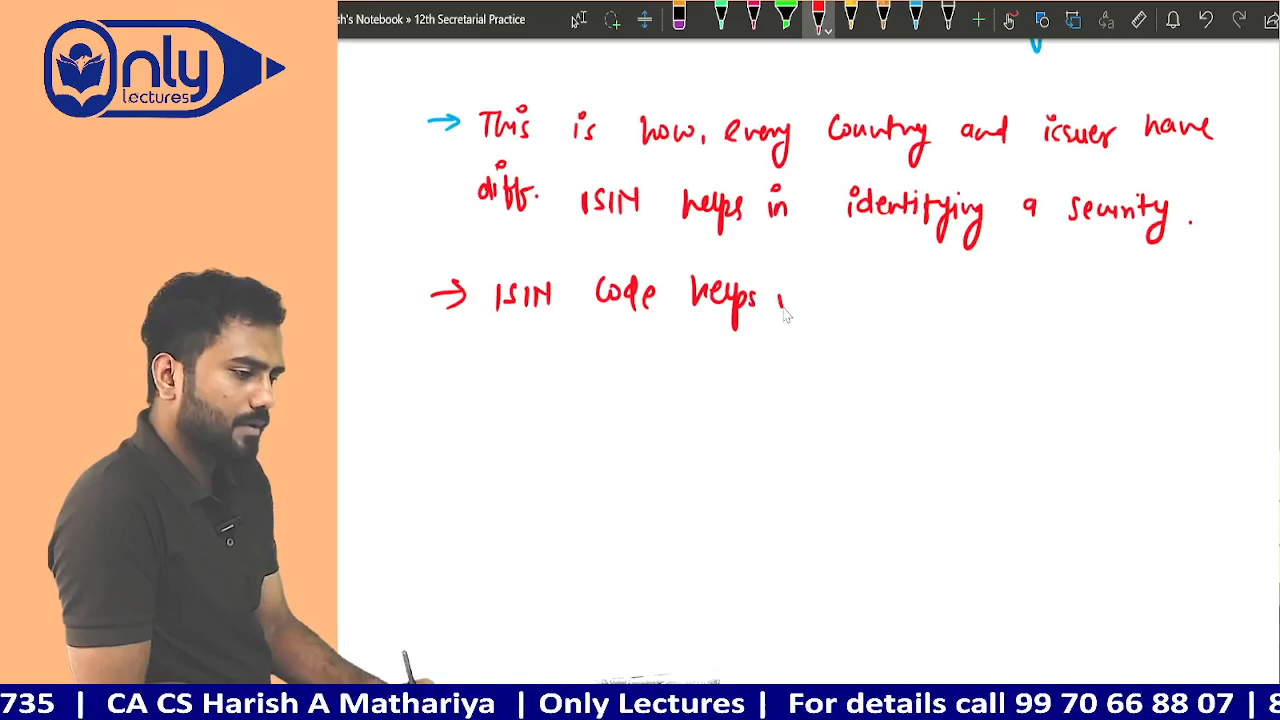 Only
lectures
sh's Notebook » 12th Secretarial Practice
→ This is how, every Country and issuer have
diff. ISIN helps in identifying a security.
→ ISIN Code helps
735 | CA CS Harish A Mathariya | Only Lectures | For details call 99 70 66 88 07 | 8